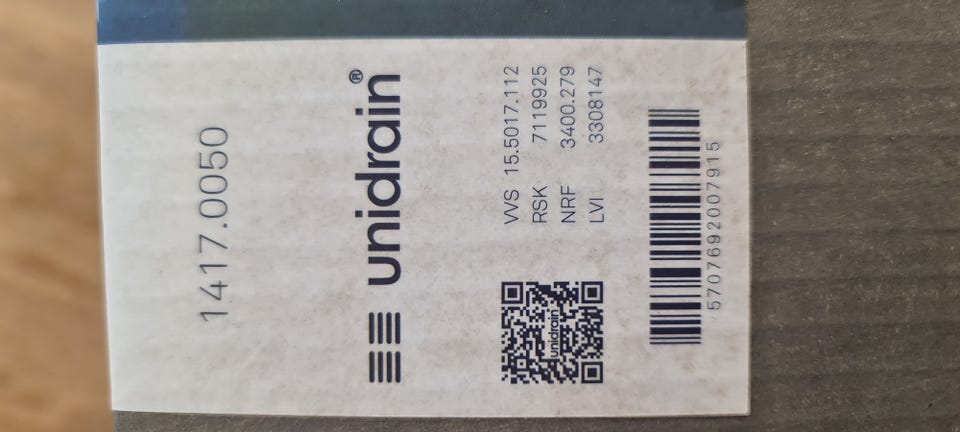 1417.0050
unidrain®
VVS 15.5017.112
RSK 7119925
NRF 3400.279
LVI 3308147
unidrain
5707692007915